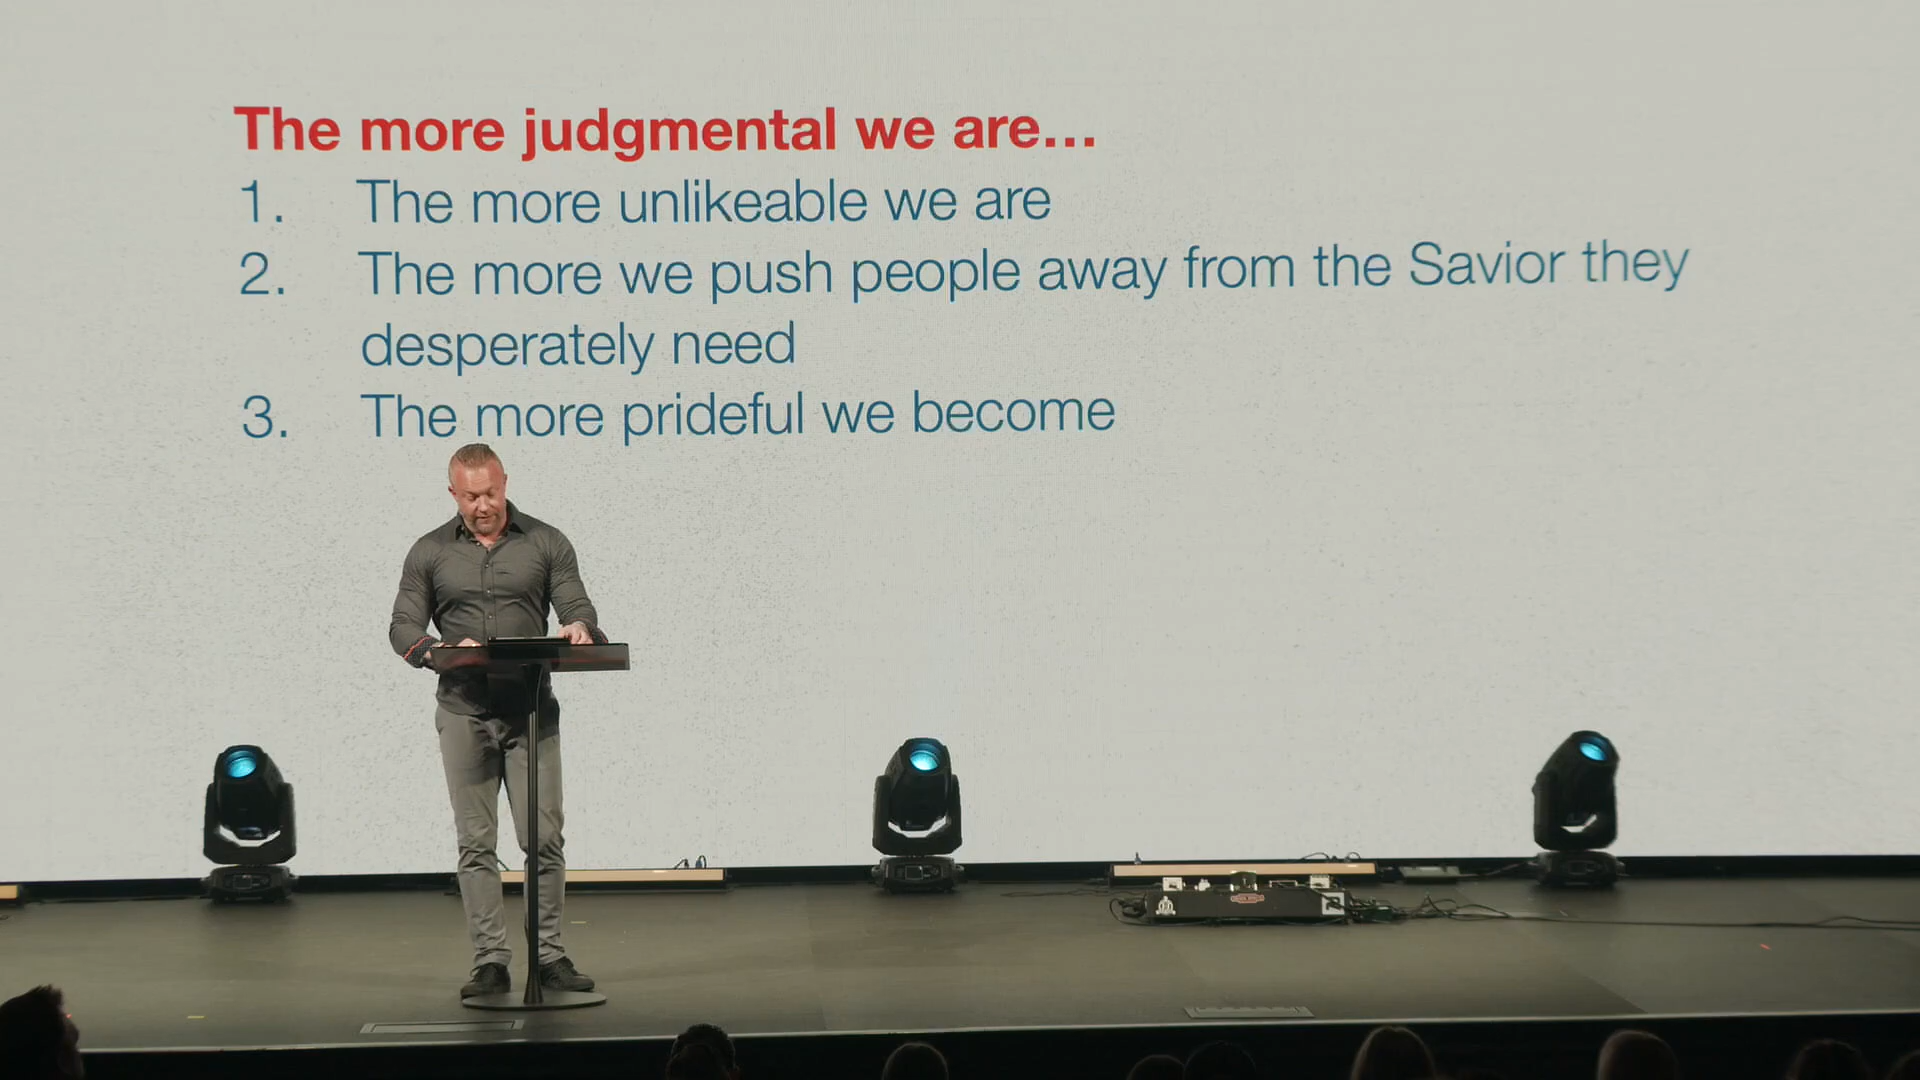 The more judgmental we are...
1. The more unlikeable we are
2. The more we push people away from the Savior they
desperately need
3. The more prideful we become